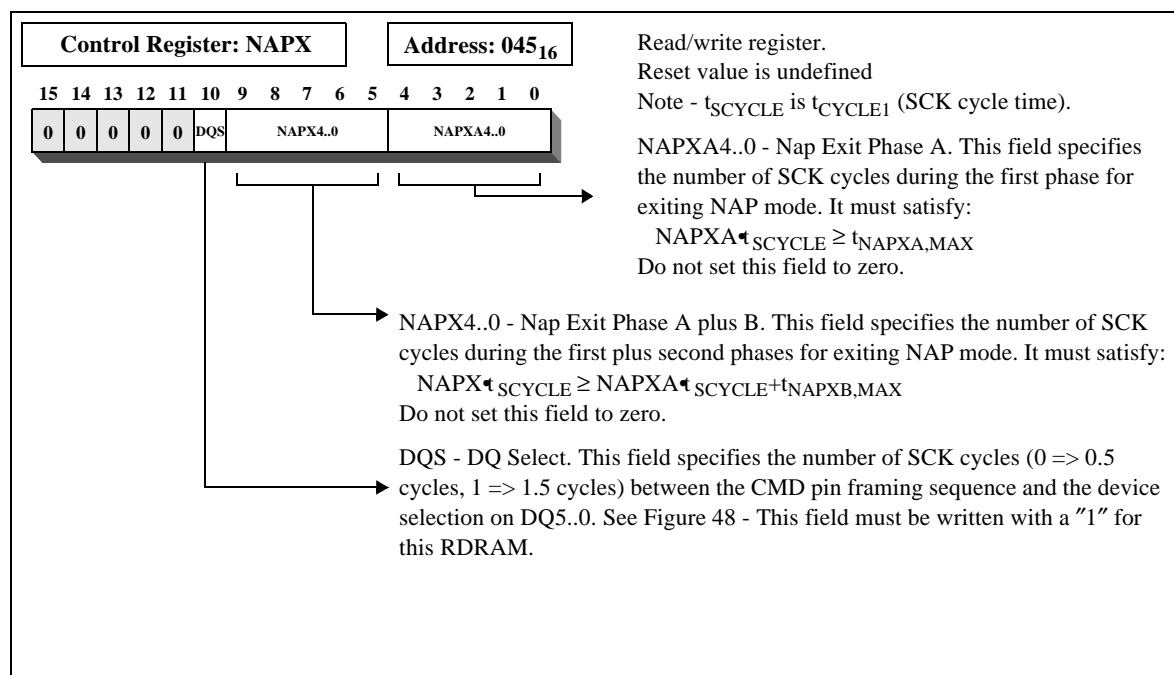 Control Register: NAPX
Address: 045₁₆
15 14 13 12 11 10 9 8 7 6 5 4 3 2 1 0
0 0 0 0 0 DQS NAPX4..0 NAPXA4..0
Read/write register.
Reset value is undefined
Note - tSCYCLE is tCYCLE1 (SCK cycle time).
NAPXA4..0 - Nap Exit Phase A. This field specifies
the number of SCK cycles during the first phase for
exiting NAP mode. It must satisfy:
NAPXA•tSCYCLE ≥ tNAPXA,MAX
Do not set this field to zero.
NAPX4..0 - Nap Exit Phase A plus B. This field specifies the number of SCK
cycles during the first plus second phases for exiting NAP mode. It must satisfy:
NAPX•tSCYCLE ≥ NAPXA•tSCYCLE+tNAPXB,MAX
Do not set this field to zero.
DQS - DQ Select. This field specifies the number of SCK cycles (0 => 0.5
cycles, 1 => 1.5 cycles) between the CMD pin framing sequence and the device
selection on DQ5..0. See Figure 48 - This field must be written with a ″1″ for
this RDRAM.